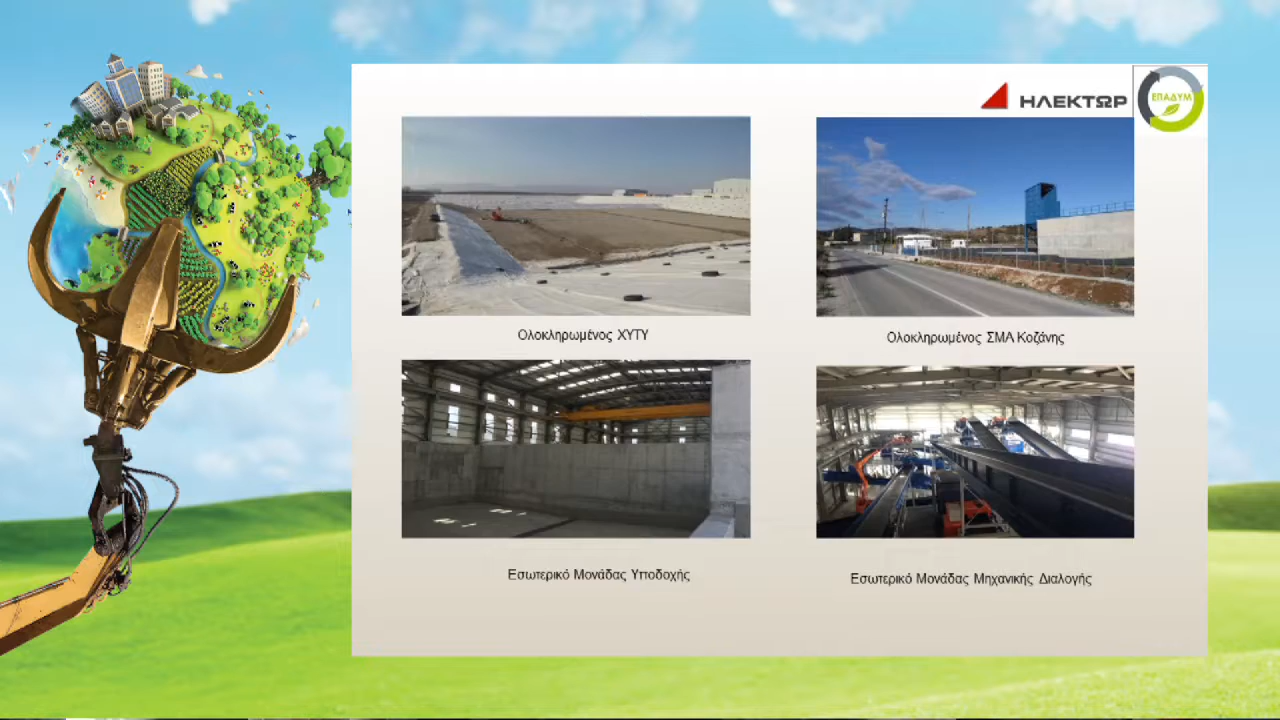 ΗΛΕΚΤΩΡ
ΕΠΑΔΥΜ
Ολοκληρωμένος ΧΥΤΥ
Ολοκληρωμένος ΣΜΑ Κοζάνης
Εσωτερικό Μονάδας Υποδοχής
Εσωτερικό Μονάδας Μηχανικής Διαλογής